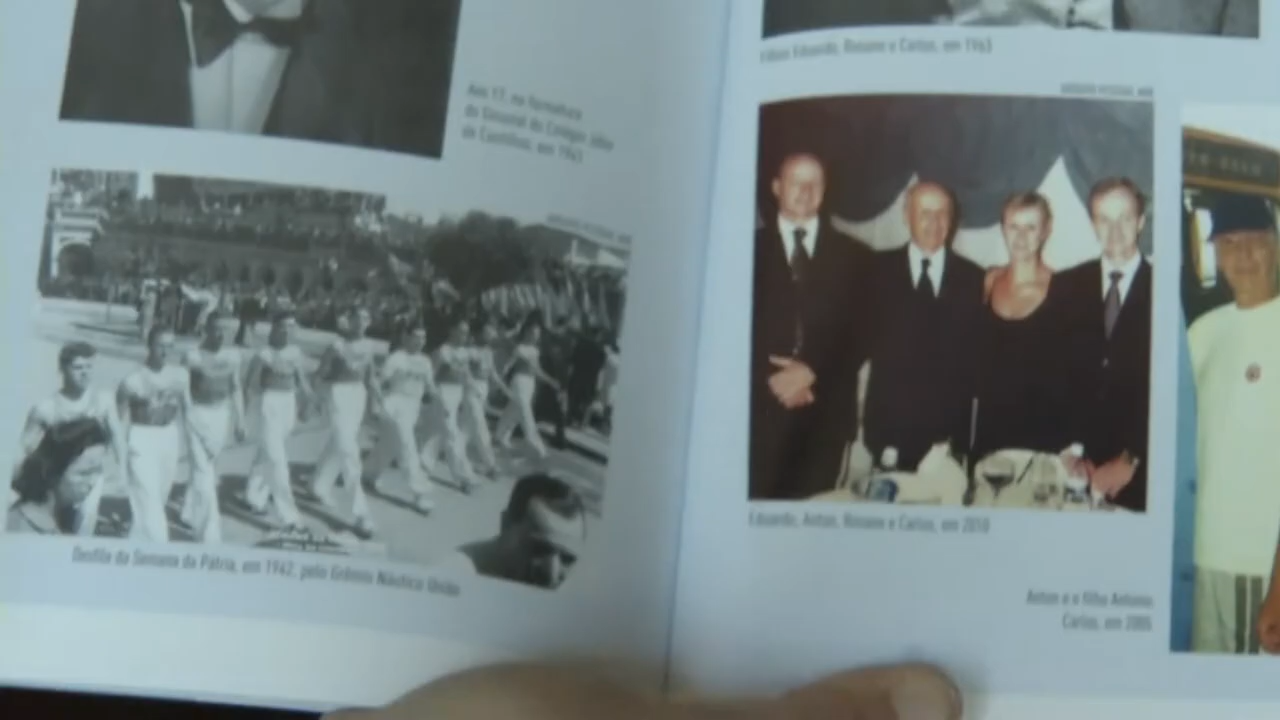 Aos 17, na formatura
do Ginasial do Colégio Júlio
de Castilhos, em 1943
Desfile da Semana da Pátria, em 1942, pelo Grêmio Náutico União
Eduardo, Rosane e Carlos, em 1963
Eduardo, Anton, Rosane e Carlos, em 2010
Anton e o filho Antonio
Carlos, em 2005